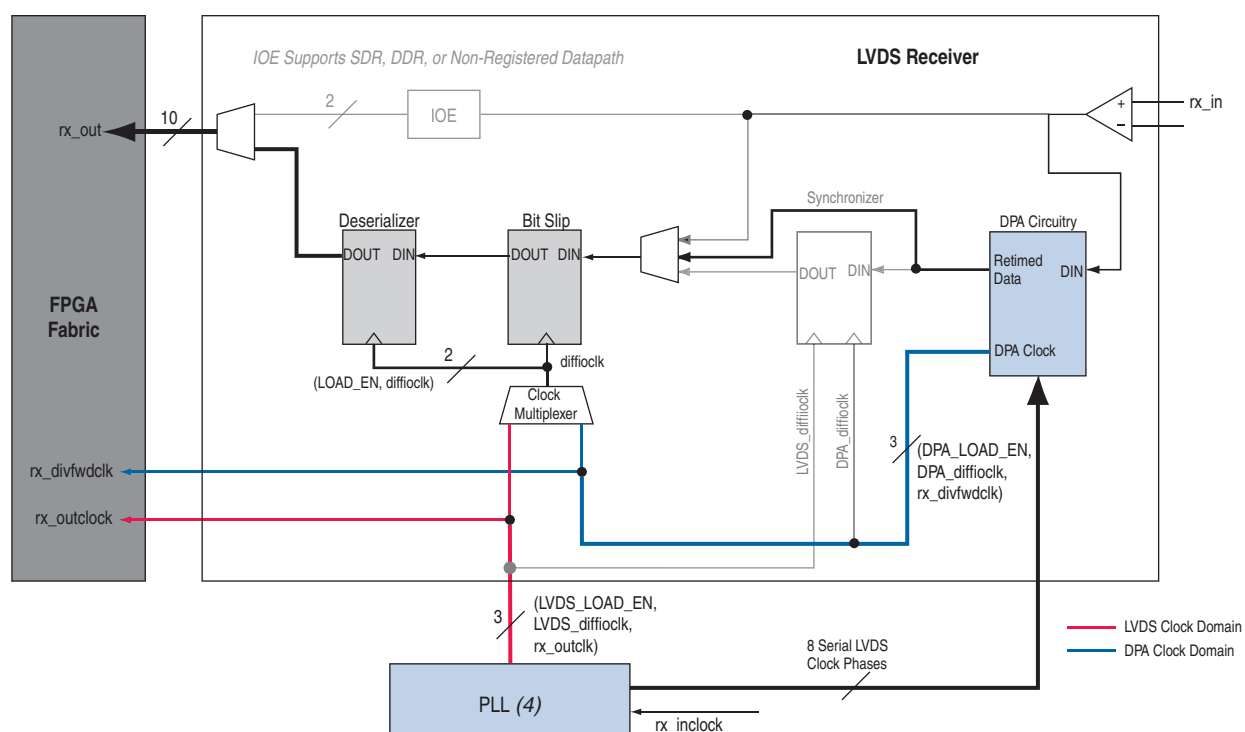 IOE Supports SDR, DDR, or Non-Registered Datapath
LVDS Receiver
2
IOE
+
–
rx_in
rx_out
10
Synchronizer
Deserializer
Bit Slip
DPA Circuitry
DOUT DIN
DOUT DIN
DOUT
DIN
Retimed
Data
DIN
FPGA
Fabric
DPA Clock
2
diffioclk
(LOAD_EN, diffioclk)
Clock
Multiplexer
LVDS_diffiioclk
DPA_diffioclk
3
(DPA_LOAD_EN,
DPA_diffioclk,
rx_divfwdclk)
rx_divfwdclk
rx_outclock
3
(LVDS_LOAD_EN,
LVDS_diffioclk,
rx_outclk)
LVDS Clock Domain
DPA Clock Domain
8 Serial LVDS
Clock Phases
PLL (4)
rx_inclock